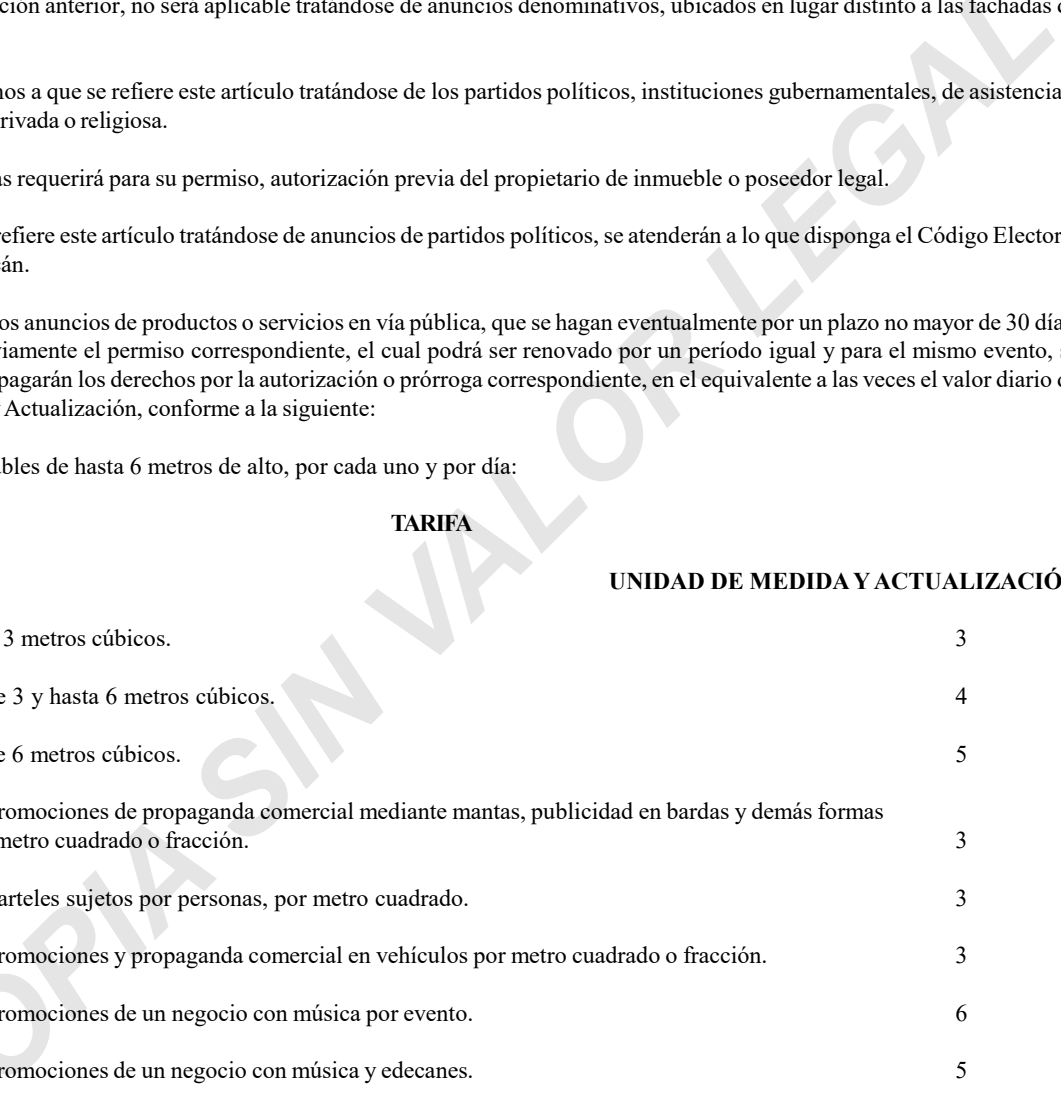 ción anterior, no será aplicable tratándose de anuncios denominativos, ubicados en lugar distinto a las fachadas
nos a que se refiere este artículo tratándose de los partidos políticos, instituciones gubernamentales, de asistencia
rivada o religiosa.
as requerirá para su permiso, autorización previa del propietario de inmueble o poseedor legal.
refiere este artículo tratándose de anuncios de partidos políticos, se atenderán a lo que disponga el Código Elector
án.
os anuncios de productos o servicios en vía pública, que se hagan eventualmente por un plazo no mayor de 30 día
viamente el permiso correspondiente, el cual podrá ser renovado por un período igual y para el mismo evento,
pagarán los derechos por la autorización o prórroga correspondiente, en el equivalente a las veces el valor diario
y Actualización, conforme a la siguiente:
ables de hasta 6 metros de alto, por cada uno y por día:
TARIFA
UNIDAD DE MEDIDA Y ACTUALIZACIÓ
3 metros cúbicos. 3
e 3 y hasta 6 metros cúbicos. 4
e 6 metros cúbicos. 5
romociones de propaganda comercial mediante mantas, publicidad en bardas y demás formas
metro cuadrado o fracción. 3
arteles sujetos por personas, por metro cuadrado. 3
romociones y propaganda comercial en vehículos por metro cuadrado o fracción. 3
romociones de un negocio con música por evento. 6
romociones de un negocio con música y edecanes. 5
OPIA SIN VALOR LEGAL